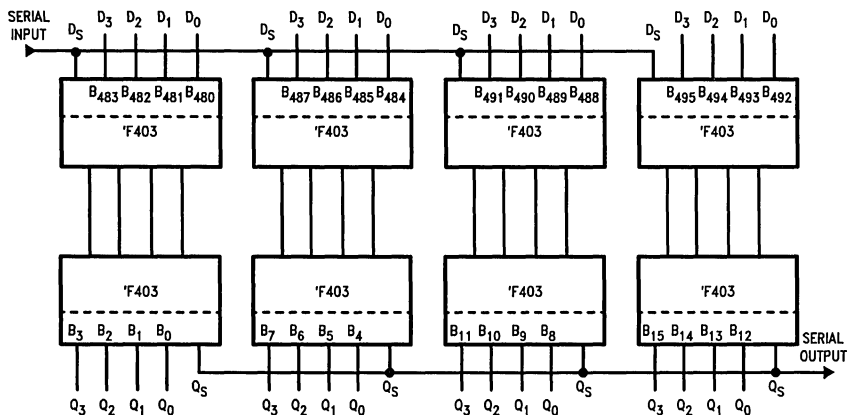 SERIAL INPUT
D_S D_3 D_2 D_1 D_0 D_S D_3 D_2 D_1 D_0 D_S D_3 D_2 D_1 D_0 D_S D_3 D_2 D_1 D_0
B_483 B_482 B_481 B_480 B_487 B_486 B_485 B_484 B_491 B_490 B_489 B_488 B_495 B_494 B_493 B_492
'F403 'F403 'F403 'F403
'F403 'F403 'F403 'F403
B_3 B_2 B_1 B_0 B_7 B_6 B_5 B_4 B_11 B_10 B_9 B_8 B_15 B_14 B_13 B_12
SERIAL OUTPUT
Q_S Q_S Q_S Q_S
Q_3 Q_2 Q_1 Q_0 Q_3 Q_2 Q_1 Q_0 Q_3 Q_2 Q_1 Q_0 Q_3 Q_2 Q_1 Q_0